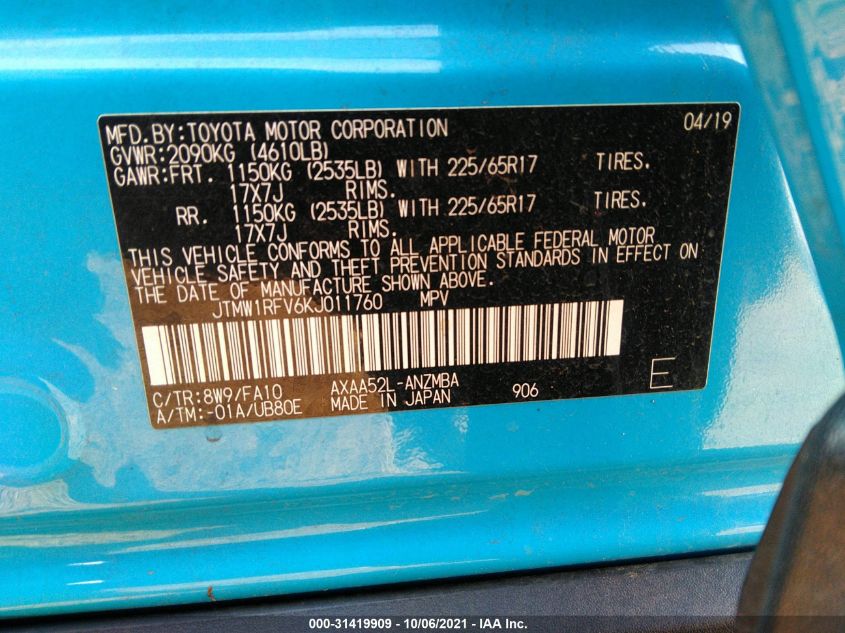 MFD.BY:TOYOTA MOTOR CORPORATION 04/19
GVWR:2090KG (4610LB)
GAWR:FRT. 1150KG (2535LB) WITH 225/65R17 TIRES.
17X7J RIMS.
RR. 1150KG (2535LB) WITH 225/65R17 TIRES.
17X7J RIMS.
THIS VEHICLE CONFORMS TO ALL APPLICABLE FEDERAL MOTOR
VEHICLE SAFETY AND THEFT PREVENTION STANDARDS IN EFFECT ON
THE DATE OF MANUFACTURE SHOWN ABOVE.
JTMW1RFV6KJ011760 MPV
C/TR:8W9/FA10 AXAA52L-ANZMBA
A/TM:-01A/UB80E MADE IN JAPAN 906 E
000-31419909 - 10/06/2021 - IAA Inc.